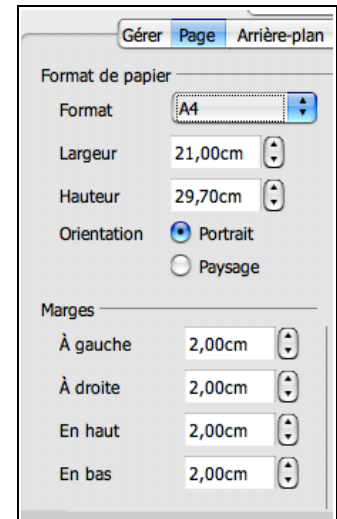 Gérer Page Arrière-plan
Format de papier
Format A4
Largeur 21,00cm
Hauteur 29,70cm
Orientation Portrait
Paysage
Marges
À gauche 2,00cm
À droite 2,00cm
En haut 2,00cm
En bas 2,00cm